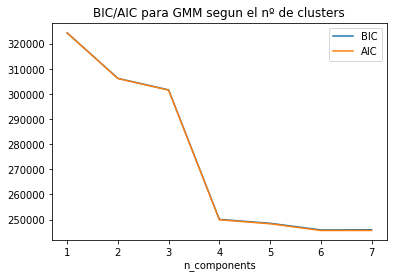 BIC/AIC para GMM segun el nº de clusters
BIC
AIC
320000
310000
300000
290000
280000
270000
260000
250000
1 2 3 4 5 6 7
n_components